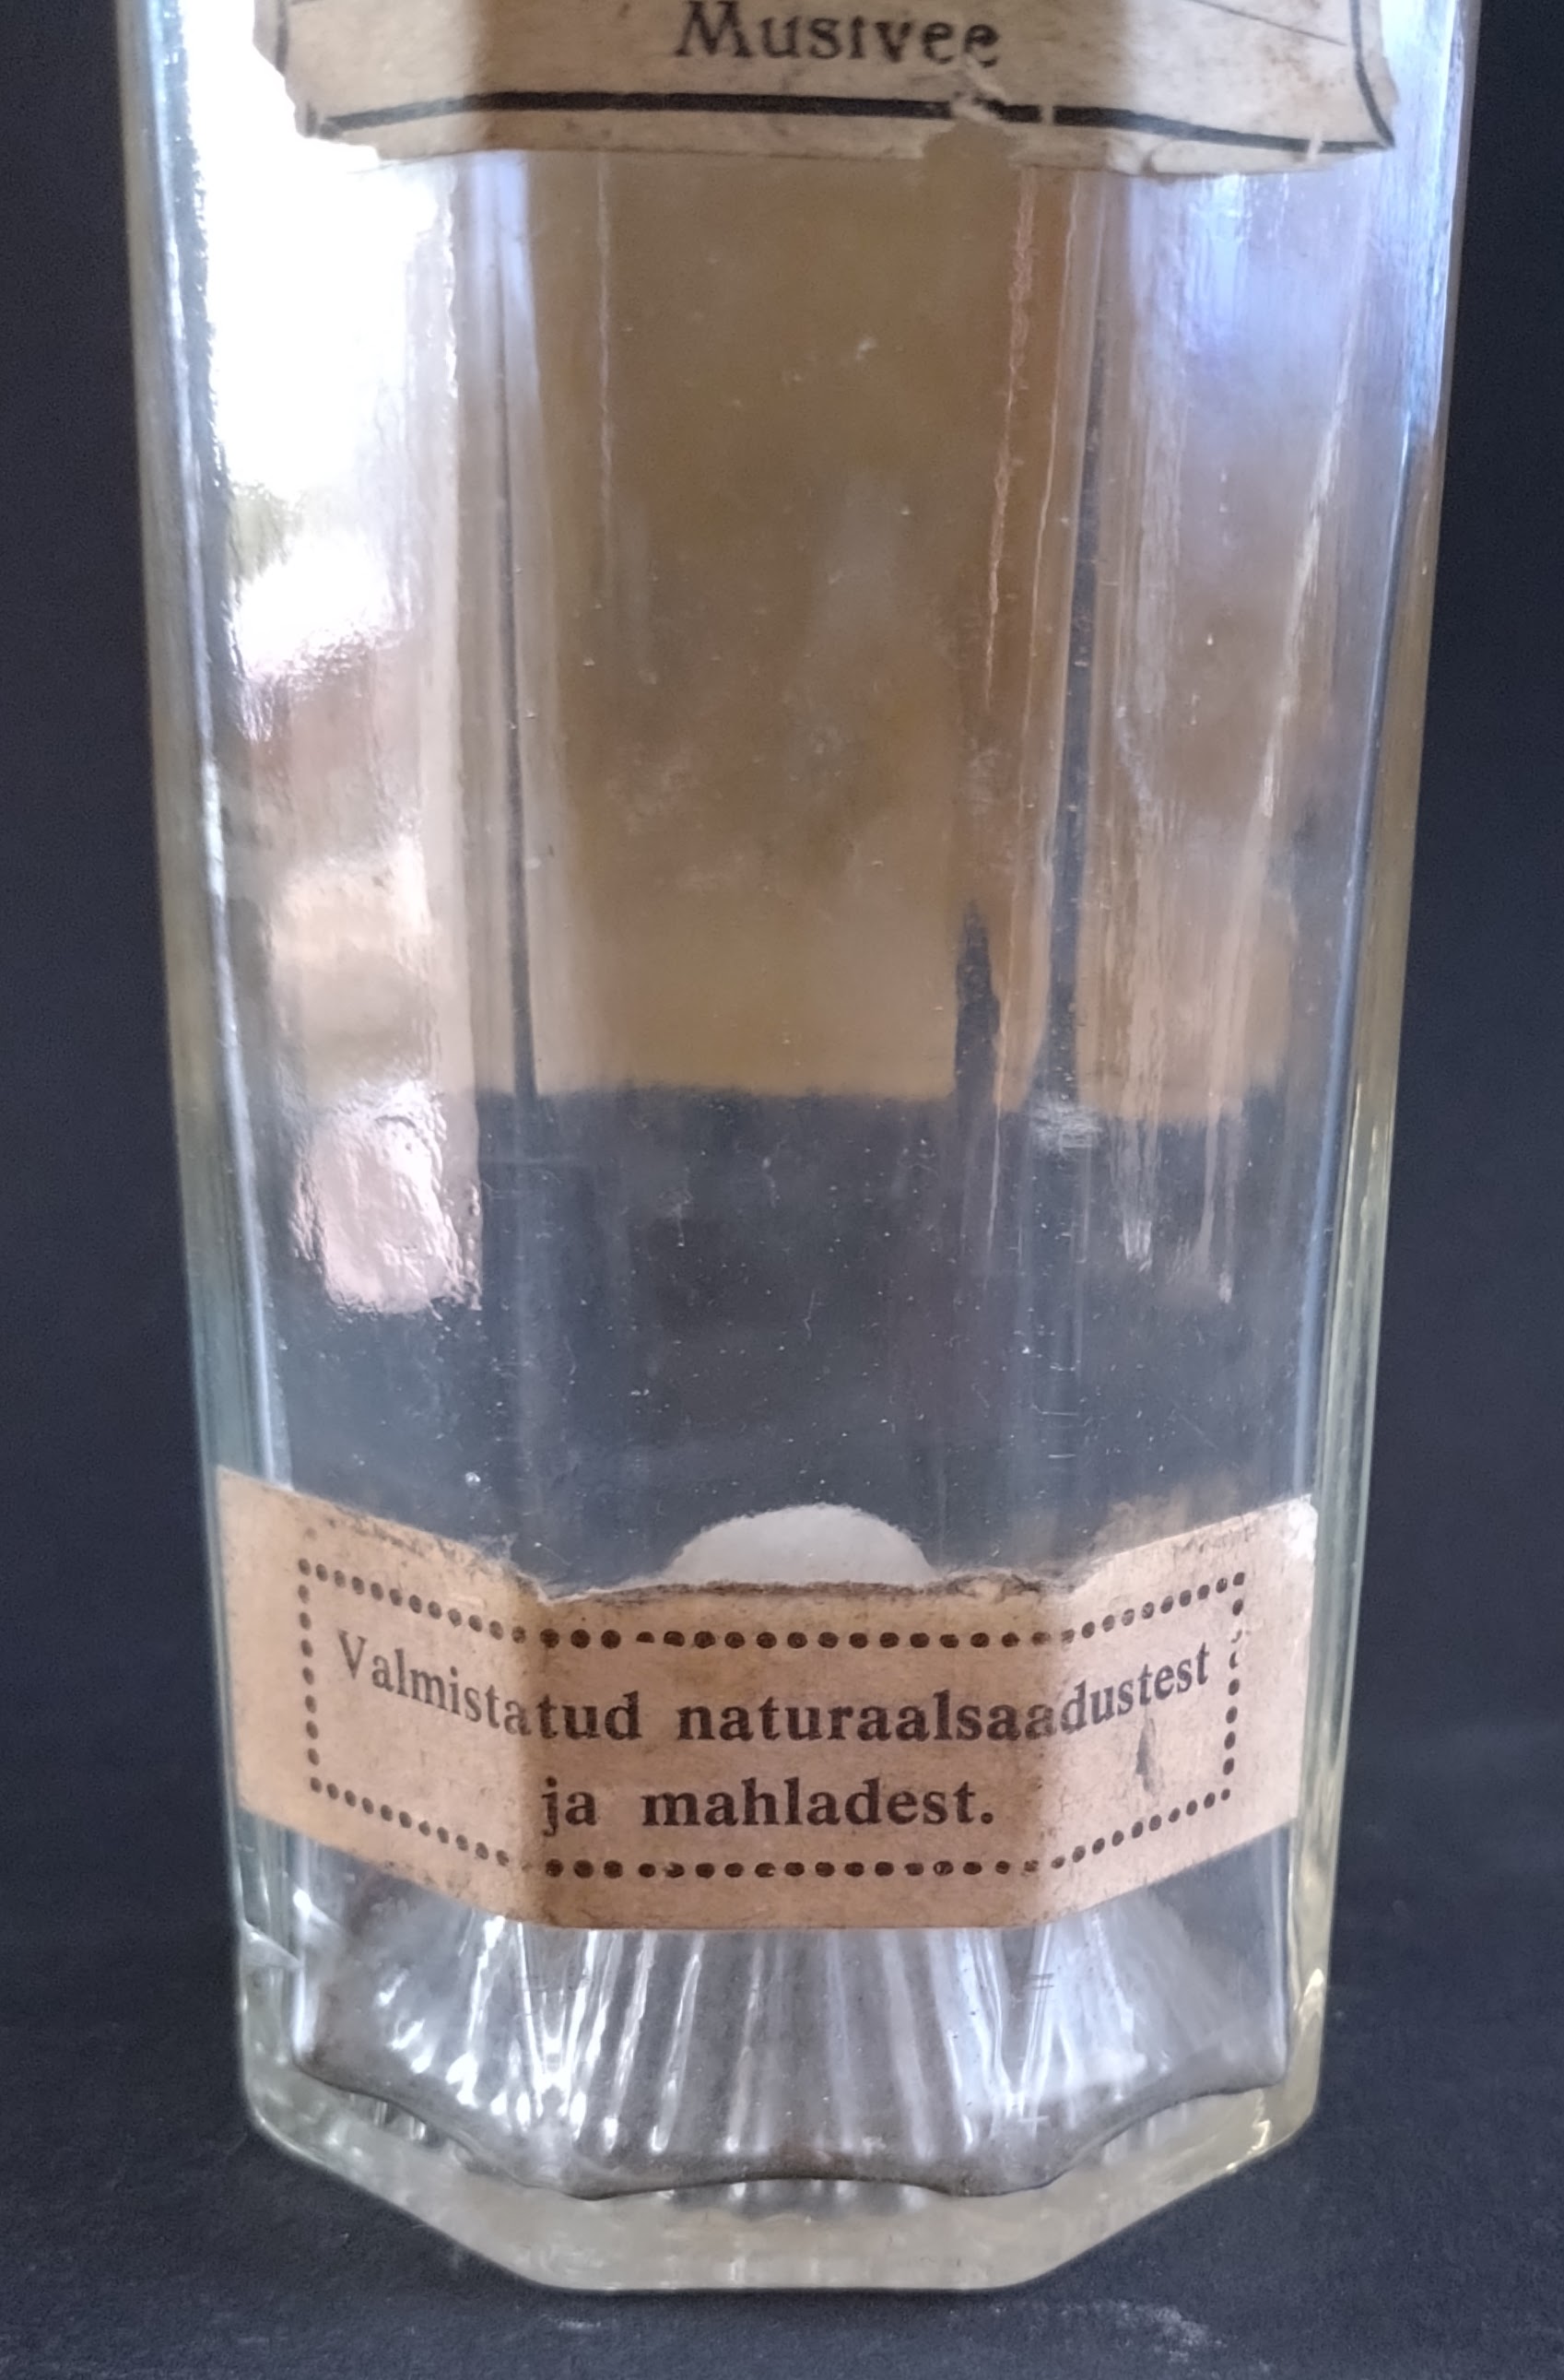 Mustvee
Valmistatud naturaalsaadustest
ja mahladest.